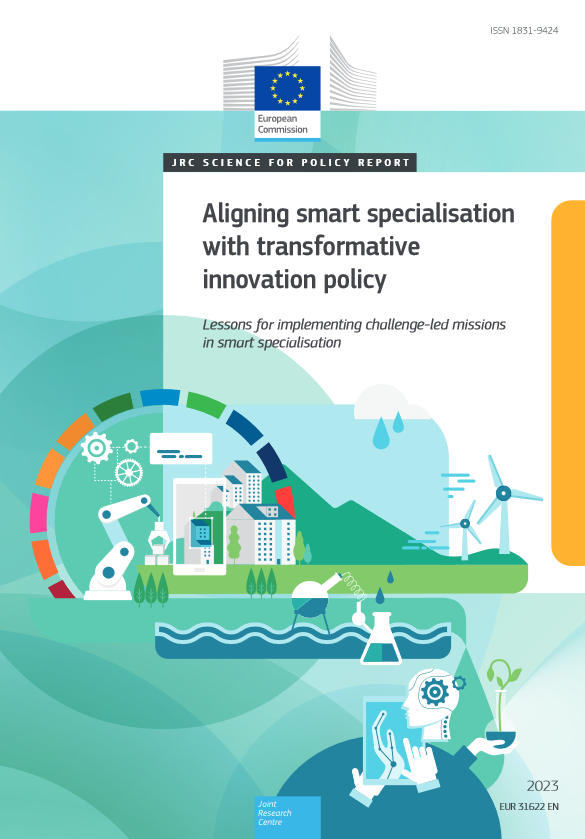 ISSN 1831-9424
European
Commission
JRC SCIENCE FOR POLICY REPORT
Aligning smart specialisation
with transformative
innovation policy
Lessons for implementing challenge-led missions
in smart specialisation
2023
EUR 31622 EN
Joint
Research
Centre